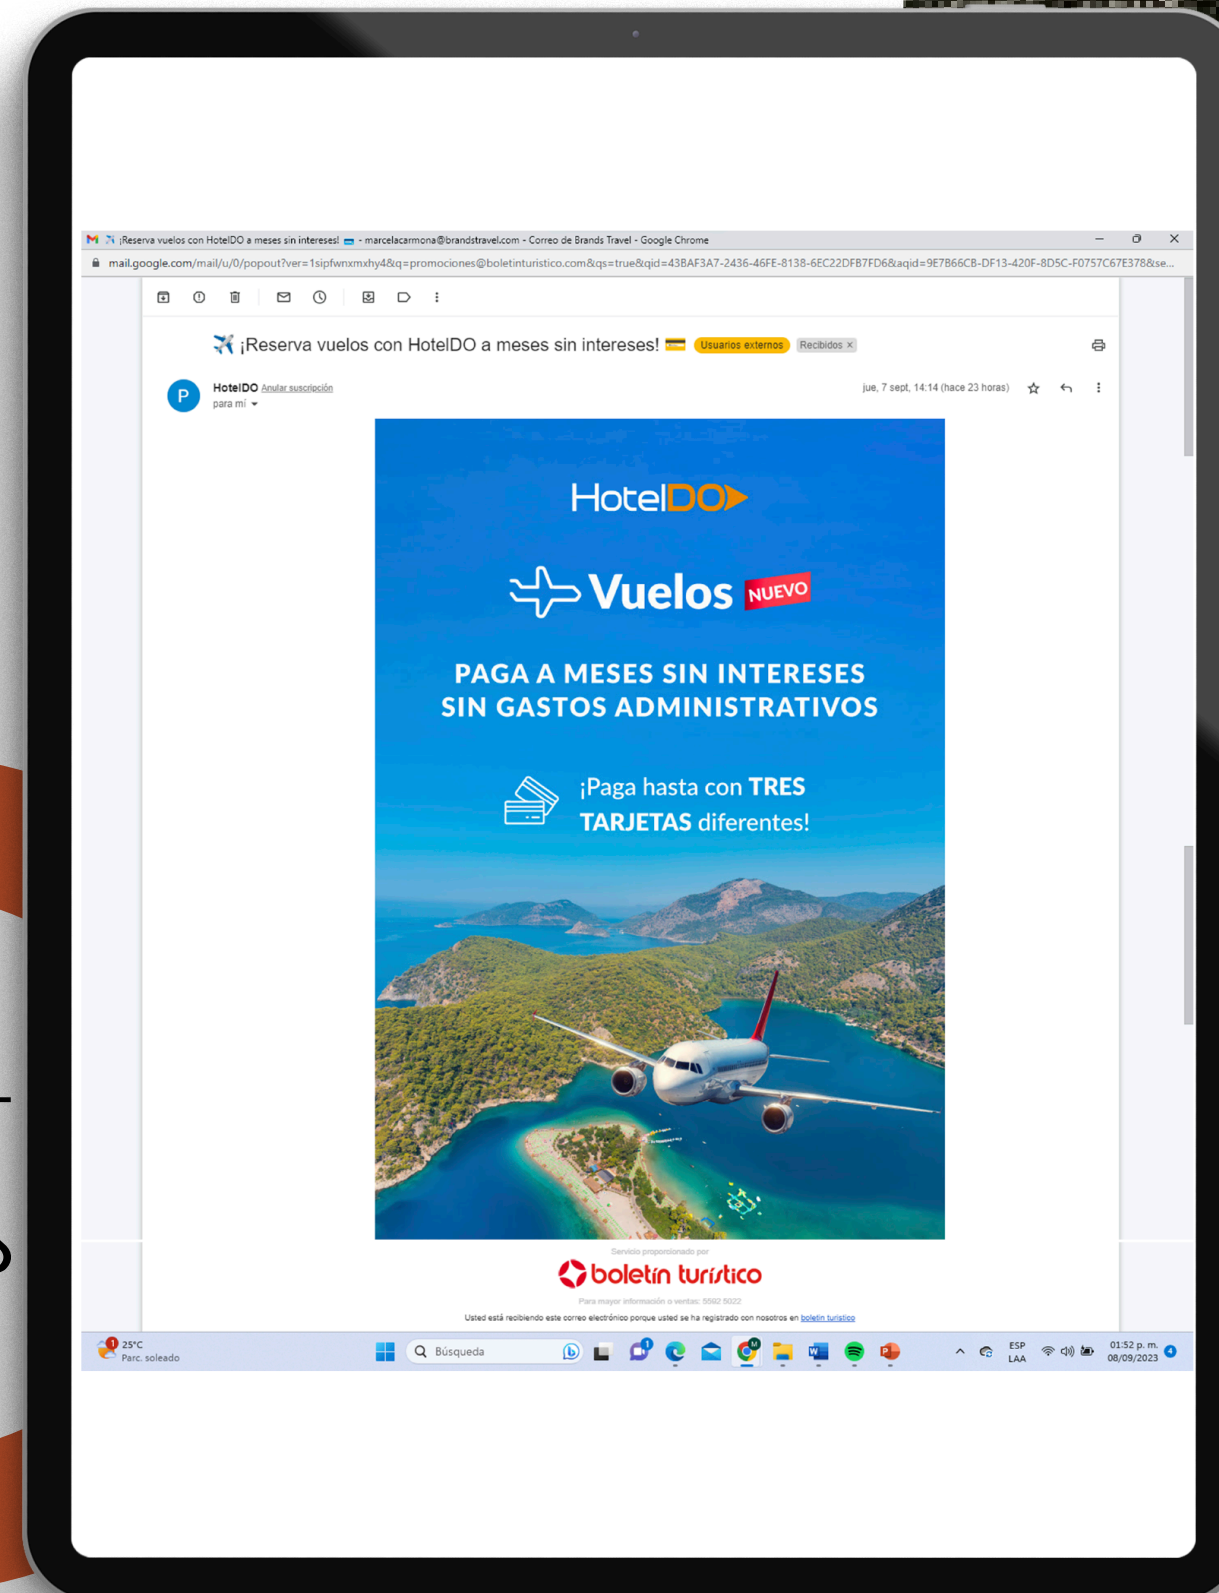 ¡Reserva vuelos con HotelDO a meses sin intereses! - marcelacarmona@brandstravel.com - Correo de Brands Travel - Google Chrome
mail.google.com/mail/u/0/popout?ver=1sipfwnxmxhy4&q=promociones@boletinturistico.com&qs=true&qid=43BAF3A7-2436-46FE-8138-6EC22DFB7FD6&aqid=9E7B66CB-DF13-420F-8D5C-F0757C67E378&se...
¡Reserva vuelos con HotelDO a meses sin intereses! Usuarios externos Recibidos ×
P
HotelDO Anular suscripción jue, 7 sept, 14:14 (hace 23 horas)
para mí
HotelDO
Vuelos NUEVO
PAGA A MESES SIN INTERESES
SIN GASTOS ADMINISTRATIVOS
¡Paga hasta con TRES
TARJETAS diferentes!
Servicio proporcionado por
boletín turístico
Para mayor información o ventas: 5592 5022
Usted está recibiendo este correo electrónico porque usted se ha registrado con nosotros en boletín turistico
1
25°C
Parc. soleado
Búsqueda
1
M
ESP
LAA
01:52 p. m.
08/09/2023
4